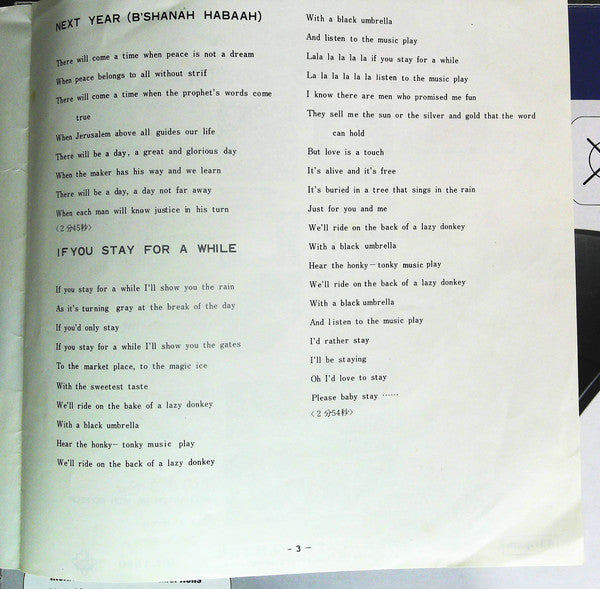 NEXT YEAR (B'SHANAH HABAAH)
There will come a time when peace is not a dream
When peace belongs to all without strif
There will come a time when the prophet's words come
true
When Jerusalem above all guides our life
There will be a day, a great and glorious day
When the maker has his way and we learn
There will be a day, a day not far away
When each man will know justice in his turn
〈2分45秒〉
IF YOU STAY FOR A WHILE
If you stay for a while I'll show you the rain
As it's turning gray at the break of the day
If you'd only stay
If you stay for a while I'll show you the gates
To the market place, to the magic ice
With the sweetest taste
We'll ride on the bake of a lazy donkey
With a black umbrella
Hear the honky－tonky music play
We'll ride on the back of a lazy donkey
With a black umbrella
And listen to the music play
Lala la la la la if you stay for a while
La la la la la la listen to the music play
I know there are men who promised me fun
They sell me the sun or the silver and gold that the word
can hold
But love is a touch
It's alive and it's free
It's buried in a tree that sings in the rain
Just for you and me
We'll ride on the back of a lazy donkey
With a black umbrella
Hear the honky－tonky music play
We'll ride on the back of a lazy donkey
With a black umbrella
And listen to the music play
I'd rather stay
I'll be staying
Oh I'd love to stay
Please baby stay ……
〈2分54秒〉
- 3 -